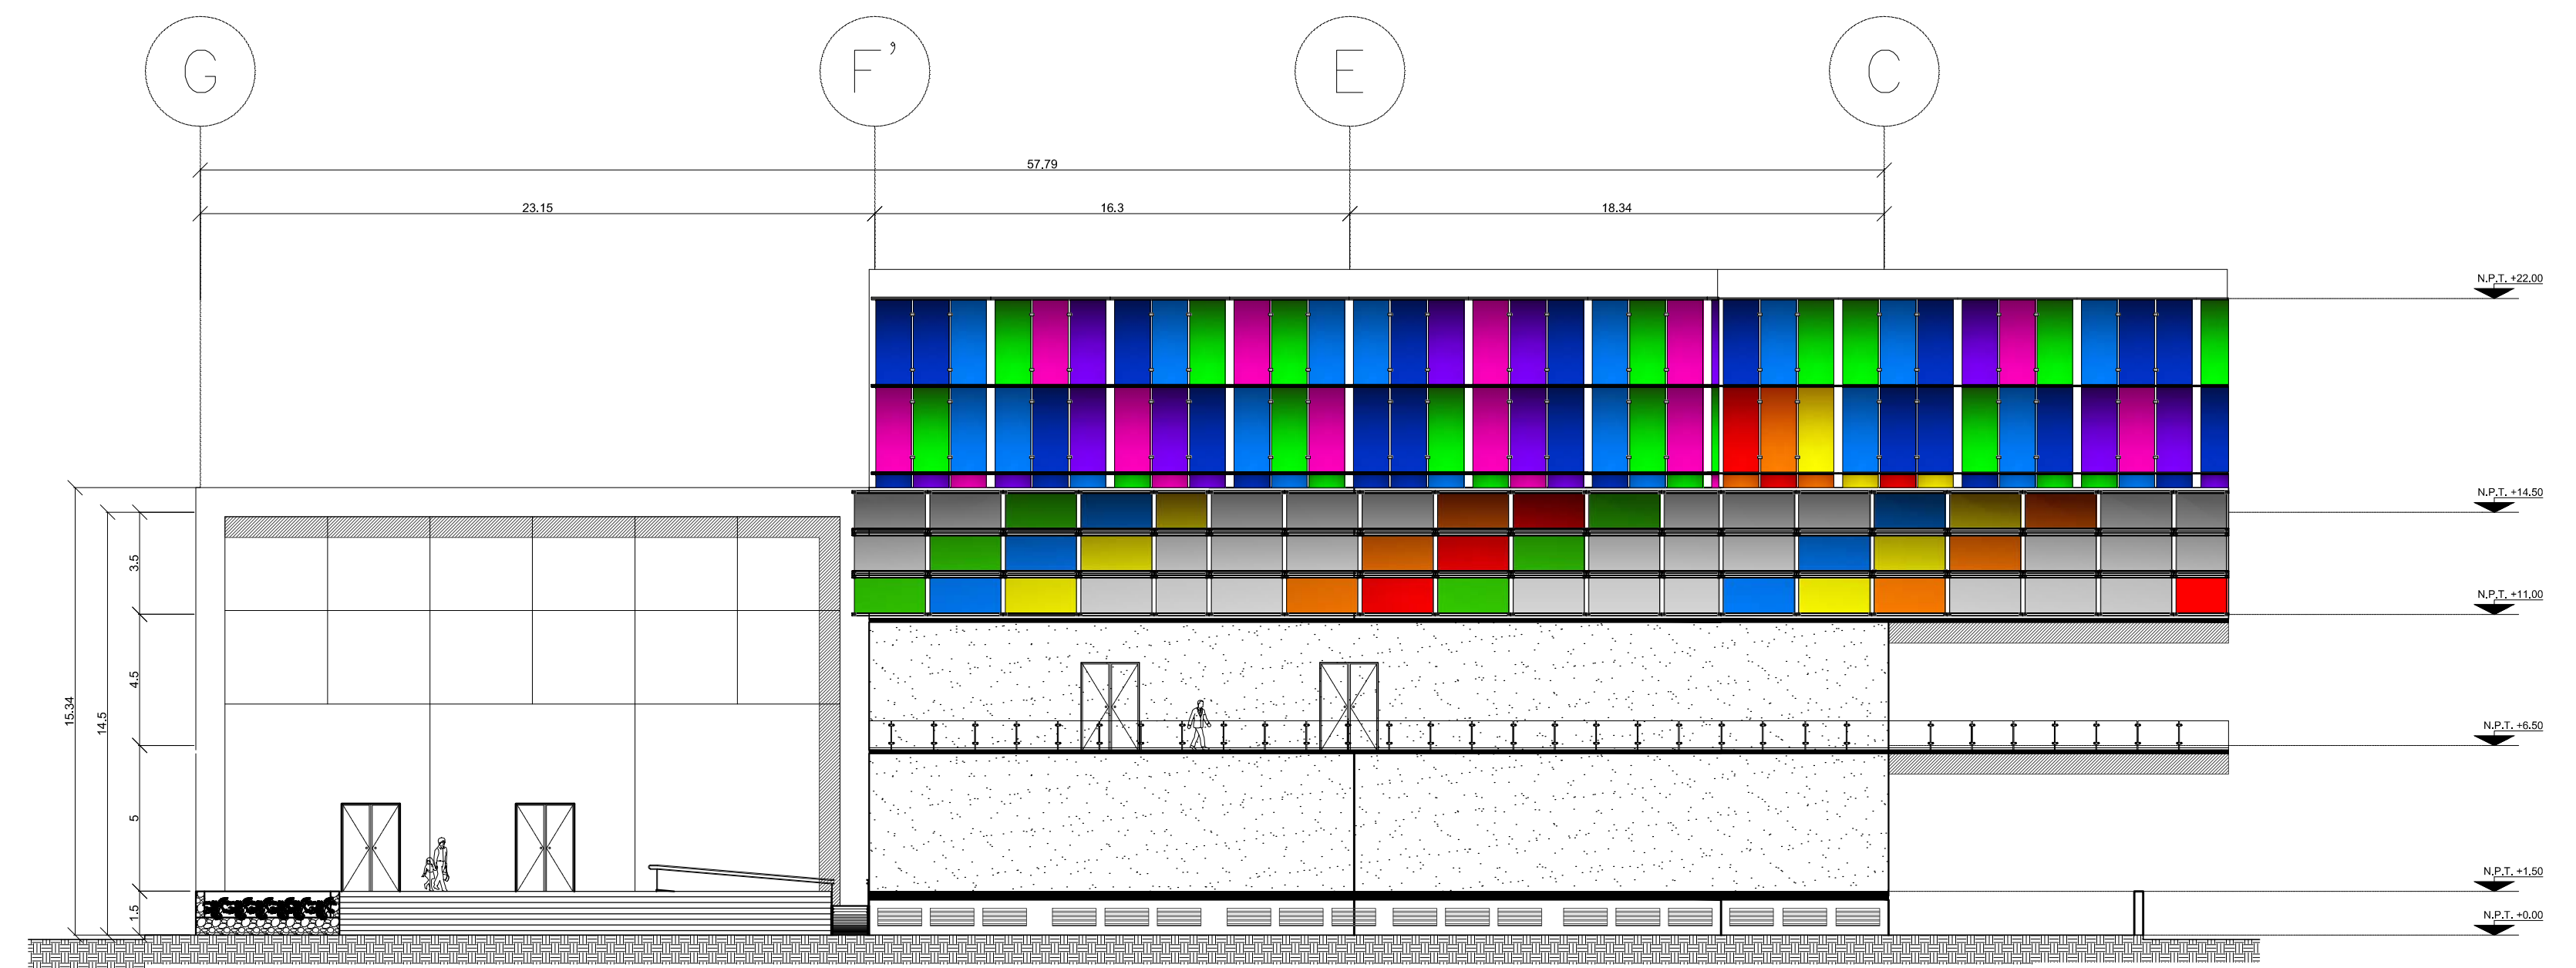 G
F'
E
C
57.79
23.15
16.3
18.34
N.P.T. +22.00
N.P.T. +14.50
N.P.T. +11.00
N.P.T. +6.50
N.P.T. +1.50
N.P.T. +0.00
15.34
14.5
3.5
4.5
5
1.5